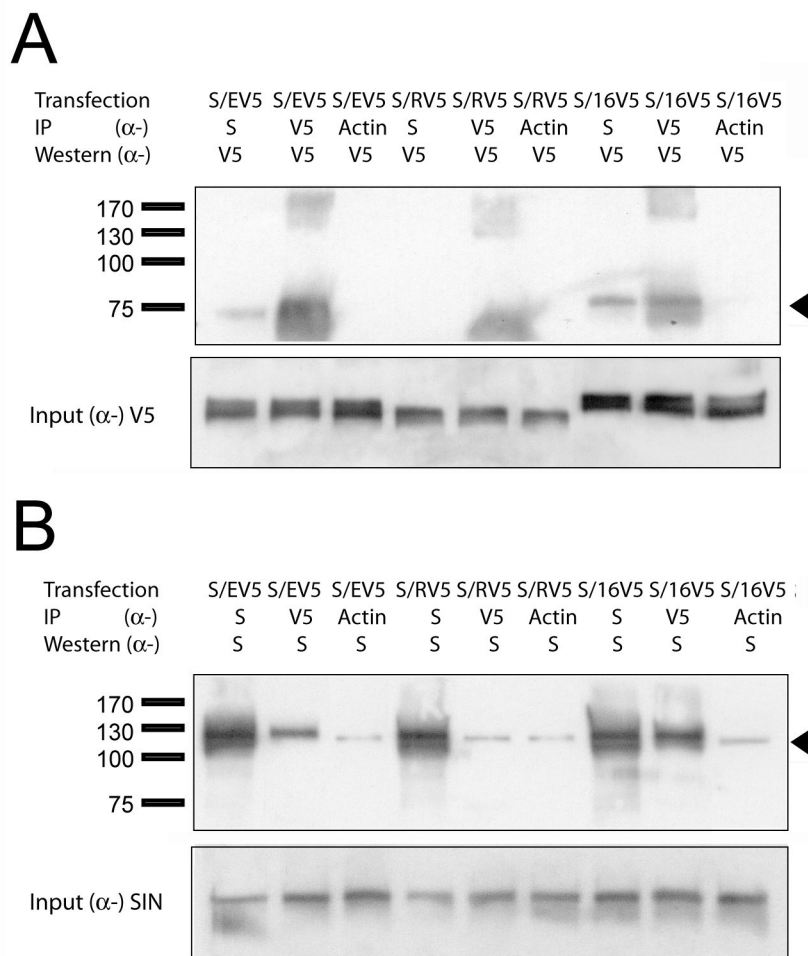 A
Transfection S/EV5 S/EV5 S/EV5 S/RV5 S/RV5 S/RV5 S/16V5 S/16V5 S/16V5
IP (α-) S V5 Actin S V5 Actin S V5 Actin
Western (α-) V5 V5 V5 V5 V5 V5 V5 V5 V5
170
130
100
75
Input (α-) V5
B
Transfection S/EV5 S/EV5 S/EV5 S/RV5 S/RV5 S/RV5 S/16V5 S/16V5 S/16V5
IP (α-) S V5 Actin S V5 Actin S V5 Actin
Western (α-) S S S S S S S S S
170
130
100
75
Input (α-) SIN